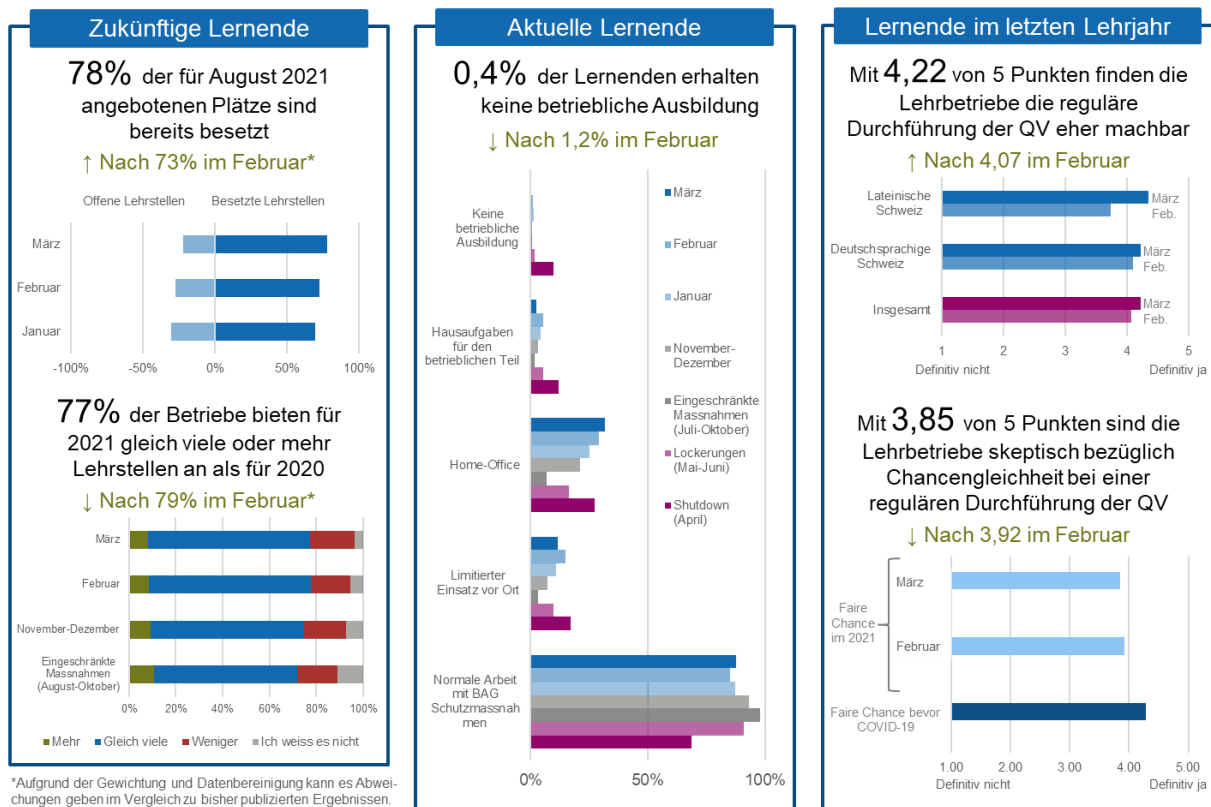 Zukünftige Lernende
78% der für August 2021
angebotenen Plätze sind
bereits besetzt
↑ Nach 73% im Februar*
Offene Lehrstellen Besetzte Lehrstellen
März
Februar
Januar
-100% -50% 0% 50% 100%
77% der Betriebe bieten für
2021 gleich viele oder mehr
Lehrstellen an als für 2020
↓ Nach 79% im Februar*
März
Februar
November-Dezember
Eingeschränkte
Massnahmen
(August-Oktober)
0% 20% 40% 60% 80% 100%
Mehr Gleich viele Weniger Ich weiss es nicht
*Aufgrund der Gewichtung und Datenbereinigung kann es Abwei-
chungen geben im Vergleich zu bisher publizierten Ergebnissen.
Aktuelle Lernende
0,4% der Lernenden erhalten
keine betriebliche Ausbildung
↓ Nach 1,2% im Februar
Keine
betriebliche
Ausbildung
Hausaufgaben
für den
betrieblichen Teil
Home-Office
Limitierter
Einsatz vor Ort
Normale Arbeit
mit BAG
Schutzmassnah
men
0% 50% 100%
März
Februar
Januar
November-
Dezember
Eingeschränkte
Massnahmen
(Juli-Oktober)
Lockerungen
(Mai-Juni)
Shutdown
(April)
Lernende im letzten Lehrjahr
Mit 4,22 von 5 Punkten finden die
Lehrbetriebe die reguläre
Durchführung der QV eher machbar
↑ Nach 4,07 im Februar
Lateinische
Schweiz
März
Feb.
Deutschsprachige
Schweiz
März
Feb.
Insgesamt
März
Feb.
1 2 3 4 5
Definitiv nicht Definitiv ja
Mit 3,85 von 5 Punkten sind die
Lehrbetriebe skeptisch bezüglich
Chancengleichheit bei einer
regulären Durchführung der QV
↓ Nach 3,92 im Februar
Faire
Chance
im 2021
März
Februar
Faire Chance bevor
COVID-19
1.00 2.00 3.00 4.00 5.00
Definitiv nicht Definitiv ja